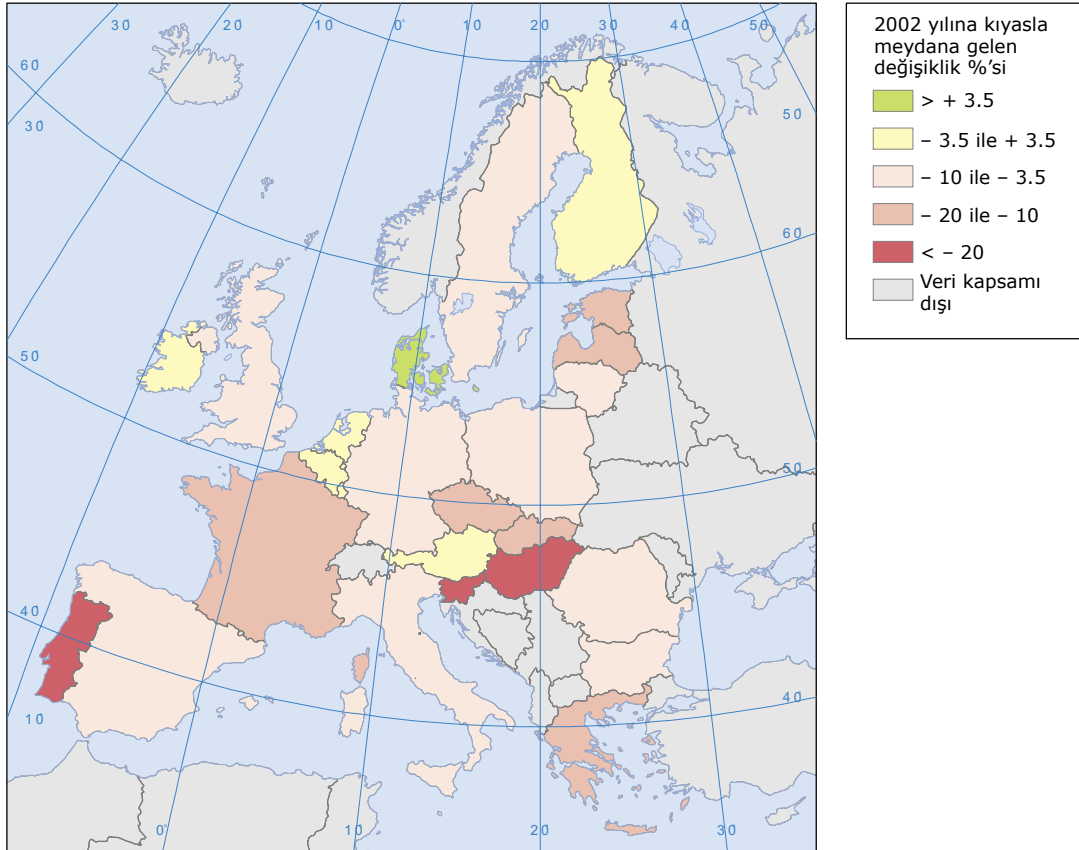 30 20 10 0° 10 20 30 40 50
60
30
50
60
50
50
40
10
40
0° 10 20 30
2002 yılına kıyasla
meydana gelen
değişiklik %'si
> + 3.5
– 3.5 ile + 3.5
– 10 ile – 3.5
– 20 ile – 10
< – 20
Veri kapsamı
dışı